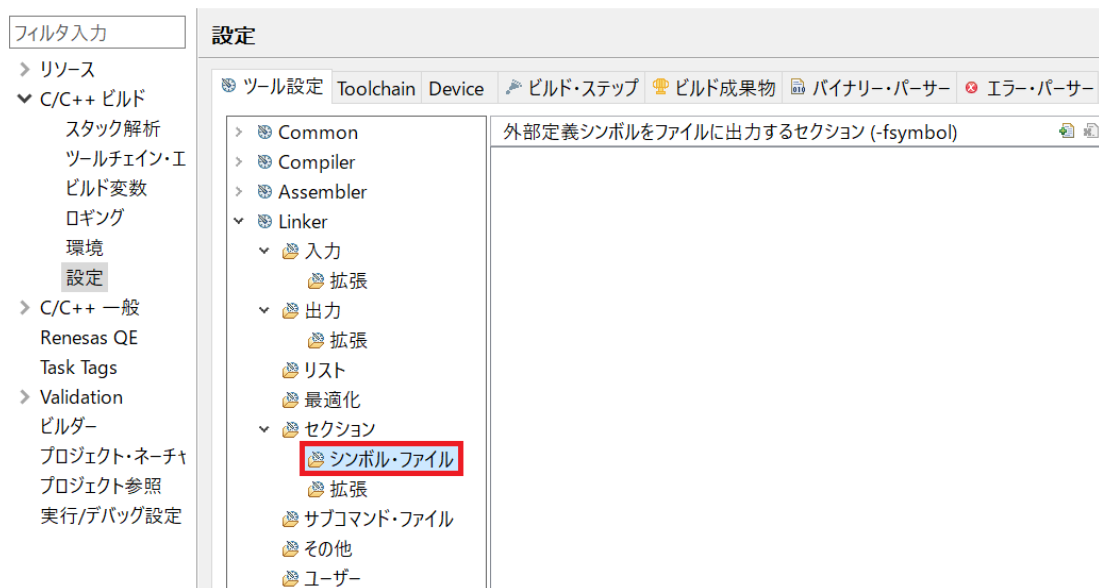 フィルタ入力
リソース
C/C++ ビルド
スタック解析
ツールチェイン・エ
ビルド変数
ロギング
環境
設定
C/C++ 一般
Renesas QE
Task Tags
Validation
ビルダー
プロジェクト・ネーチャ
プロジェクト参照
実行/デバッグ設定
設定
ツール設定 Toolchain Device ビルド・ステップ ビルド成果物 バイナリー・パーサー エラー・パーサー
Common
Compiler
Assembler
Linker
入力
拡張
出力
拡張
リスト
最適化
セクション
シンボル・ファイル
拡張
サブコマンド・ファイル
その他
ユーザー
外部定義シンボルをファイルに出力するセクション (-fsymbol)